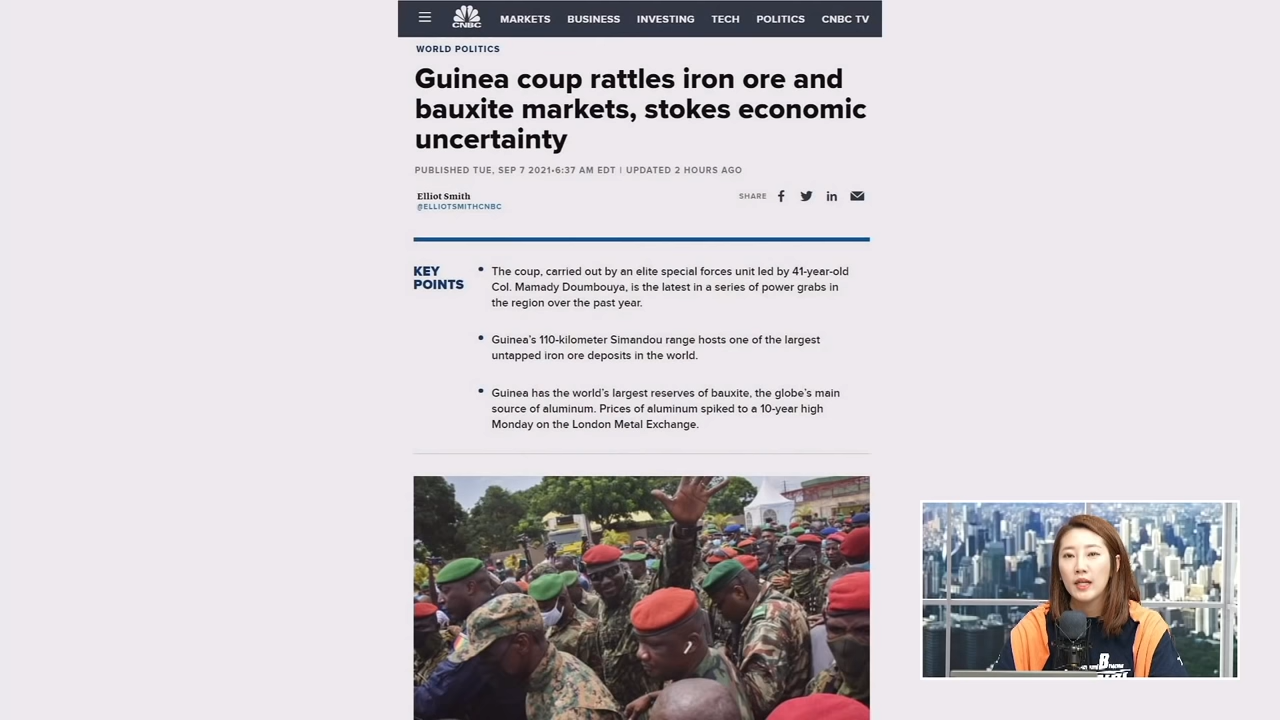 CNBC
MARKETS BUSINESS INVESTING TECH POLITICS CNBC TV
WORLD POLITICS
Guinea coup rattles iron ore and
bauxite markets, stokes economic
uncertainty
PUBLISHED TUE, SEP 7 2021•6:37 AM EDT | UPDATED 2 HOURS AGO
Elliot Smith
@ELLIOTSMITHCNBC
SHARE
KEY
POINTS
• The coup, carried out by an elite special forces unit led by 41-year-old
Col. Mamady Doumbouya, is the latest in a series of power grabs in
the region over the past year.
• Guinea’s 110-kilometer Simandou range hosts one of the largest
untapped iron ore deposits in the world.
• Guinea has the world’s largest reserves of bauxite, the globe’s main
source of aluminum. Prices of aluminum spiked to a 10-year high
Monday on the London Metal Exchange.